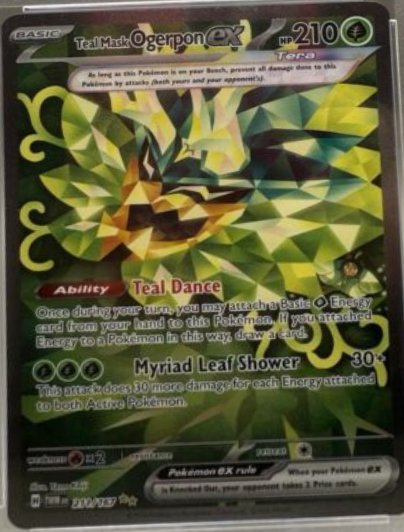 BASIC
Teal Mask Ogerpon ex HP 210
Tera
As long as this Pokémon is on your Bench, prevent all damage done to this
Pokémon by attacks (both yours and your opponent's).
Ability Teal Dance
Once during your turn, you may attach a Basic Energy
card from your hand to this Pokémon. If you attached
Energy to a Pokémon in this way, draw a card.
Myriad Leaf Shower 30+
This attack does 30 more damage for each Energy attached
to both Active Pokémon.
weakness x2 resistance retreat
Pokémon ex rule When your Pokémon ex
is Knocked Out, your opponent takes 2 Prize cards.
Illus.
H 211/167